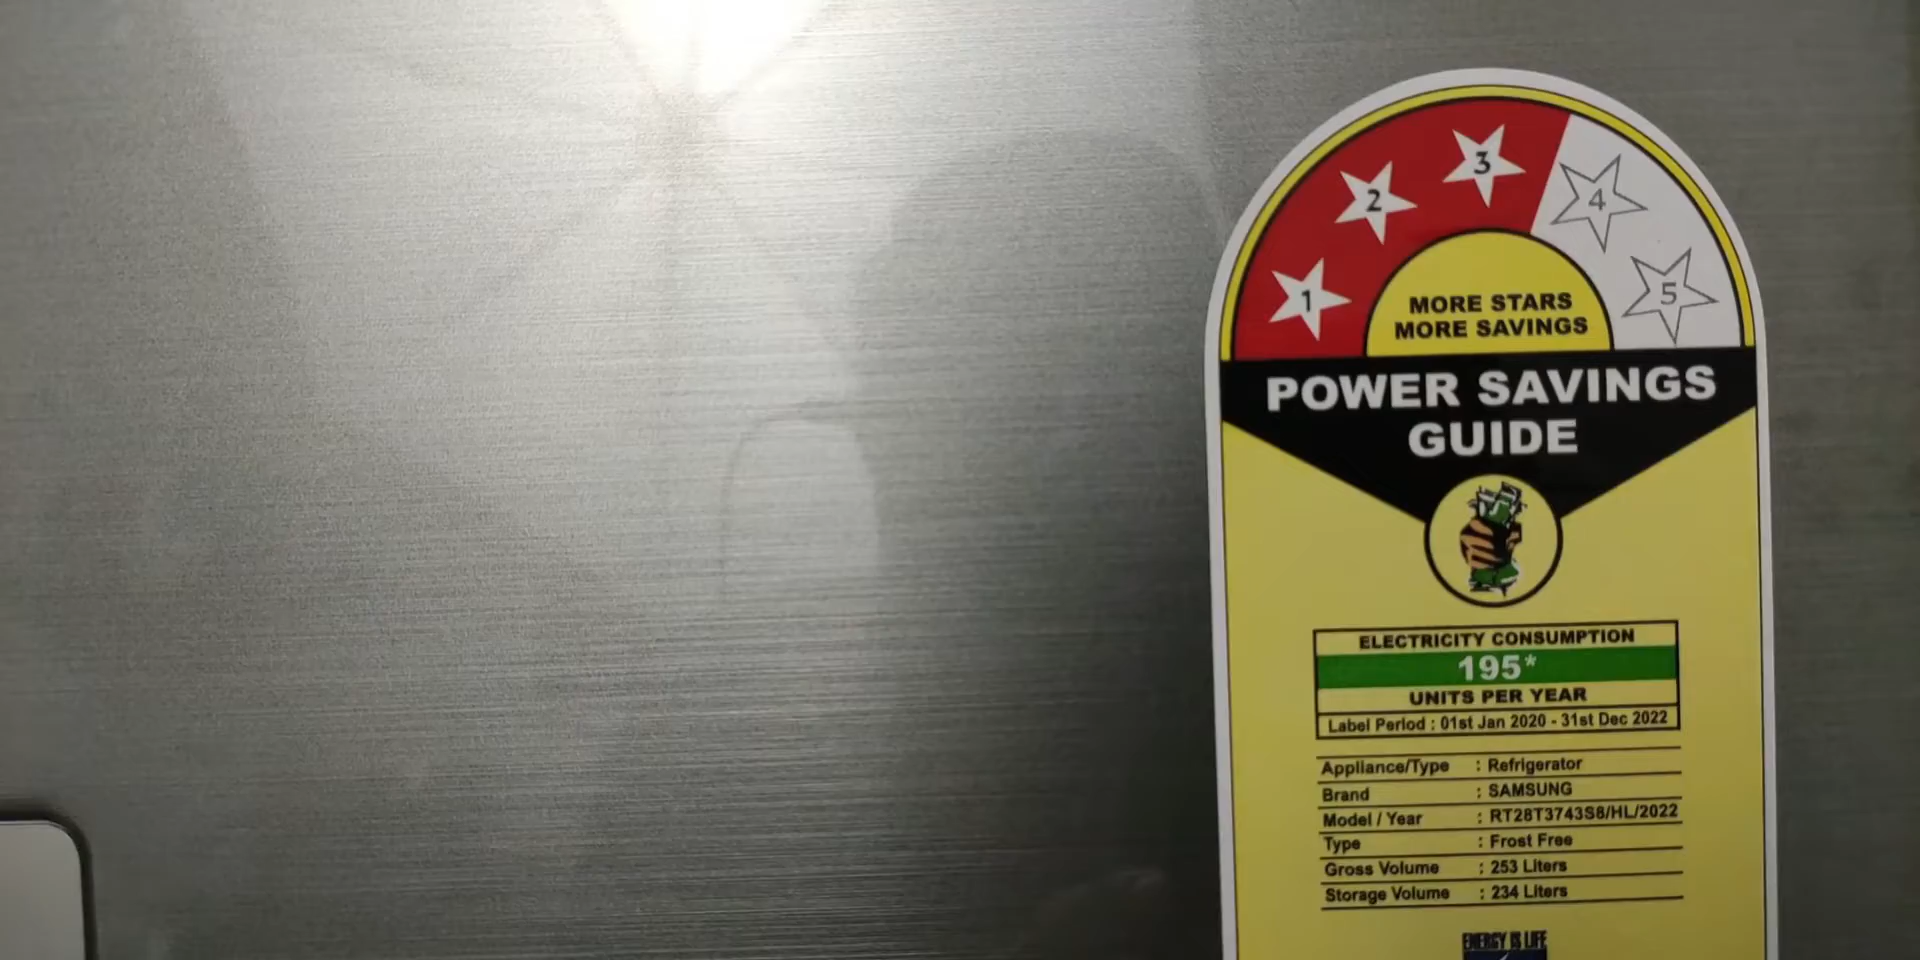 1
2
3
4
5
MORE STARS
MORE SAVINGS
POWER SAVINGS
GUIDE
ELECTRICITY CONSUMPTION
195*
UNITS PER YEAR
Label Period : 01st Jan 2020 - 31st Dec 2022
Appliance/Type : Refrigerator
Brand : SAMSUNG
Model / Year : RT28T3743S8/HL/2022
Type : Frost Free
Gross Volume : 253 Liters
Storage Volume : 234 Liters
ENERGY IS LIFE